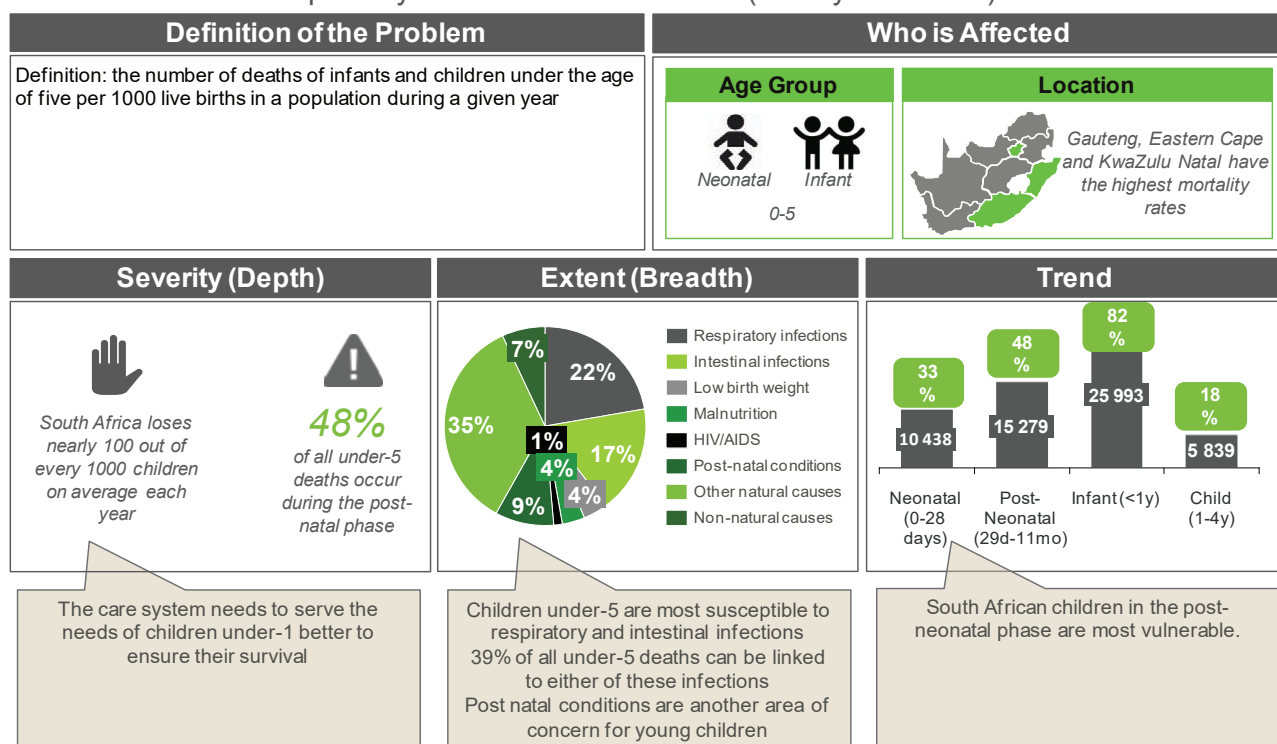 Definition of the Problem
Definition: the number of deaths of infants and children under the age
of five per 1000 live births in a population during a given year
Who is Affected
Age Group
Neonatal
Infant
0-5
Location
Gauteng, Eastern Cape
and KwaZulu Natal have
the highest mortality
rates
Severity (Depth)
South Africa loses
nearly 100 out of
every 1000 children
on average each
year
48%
of all under-5
deaths occur
during the post-
natal phase
The care system needs to serve the
needs of children under-1 better to
ensure their survival
Extent (Breadth)
7%
22%
35%
1%
17%
4%
4%
9%
Respiratory infections
Intestinal infections
Low birth weight
Malnutrition
HIV/AIDS
Post-natal conditions
Other natural causes
Non-natural causes
Children under-5 are most susceptible to
respiratory and intestinal infections
39% of all under-5 deaths can be linked
to either of these infections
Post natal conditions are another area of
concern for young children
Trend
33
%
48
%
82
%
18
%
10 438
15 279
25 993
5 839
Neonatal
(0-28
days)
Post-
Neonatal
(29d-11mo)
Infant (<1y)
Child
(1-4y)
South African children in the post-
neonatal phase are most vulnerable.